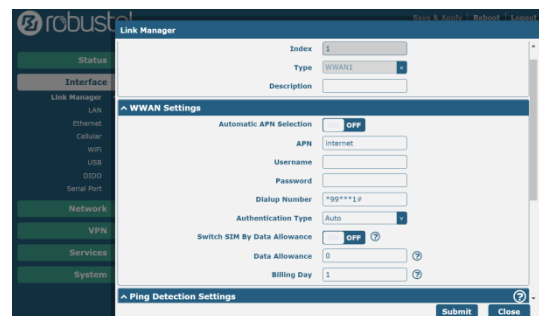 robustel
Save & Apply | Reboot | Logout
Link Manager
Status
Interface
Link Manager
LAN
Ethernet
Cellular
WiFi
USB
DIDO
Serial Port
Network
VPN
Services
System
Index 1
Type WWAN1 v
Description
^ WWAN Settings
Automatic APN Selection OFF
APN internet
Username
Password
Dialup Number *99***1#
Authentication Type Auto v
Switch SIM By Data Allowance OFF ?
Data Allowance 0 ?
Billing Day 1 ?
^ Ping Detection Settings ?
Submit Close